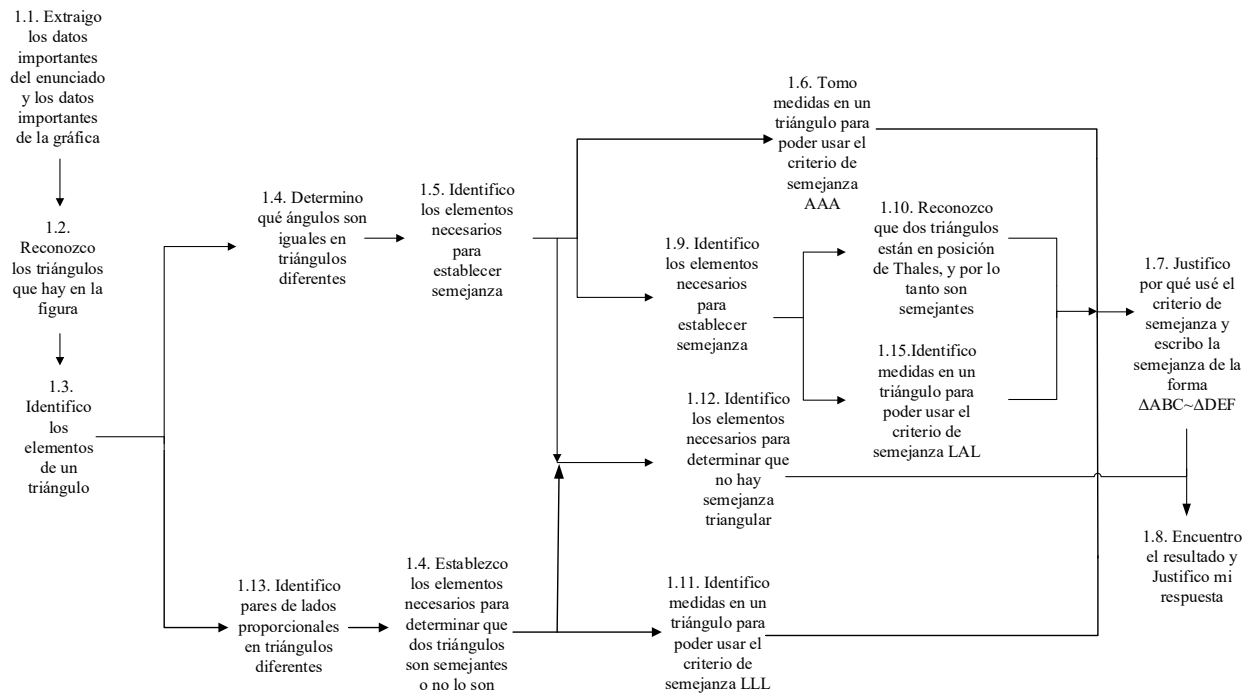 1.1. Extraigo
los datos
importantes
del enunciado
y los datos
importantes
de la gráfica
1.2.
Reconozco
los triángulos
que hay en la
figura
1.3.
Identifico
los
elementos
de un
triángulo
1.4. Determino
qué ángulos son
iguales en
triángulos
diferentes
1.5. Identifico
los elementos
necesarios
para
establecer
semejanza
1.6. Tomo
medidas en un
triángulo para
poder usar el
criterio de
semejanza
AAA
1.9. Identifico
los elementos
necesarios
para
establecer
semejanza
1.10. Reconozco
que dos triángulos
están en posición
de Thales, y por lo
tanto son
semejantes
1.15.Identifico
medidas en un
triángulo para
poder usar el
criterio de
semejanza LAL
1.7. Justifico
por qué usé el
criterio de
semejanza y
escribo la
semejanza de la
forma
ΔABC~ΔDEF
1.12. Identifico
los elementos
necesarios para
determinar que
no hay
semejanza
triangular
1.8. Encuentro
el resultado y
Justifico mi
respuesta
1.13. Identifico
pares de lados
proporcionales
en triángulos
diferentes
1.4. Establezco
los elementos
necesarios para
determinar que
dos triángulos
son semejantes
o no lo son
1.11. Identifico
medidas en un
triángulo para
poder usar el
criterio de
semejanza LLL